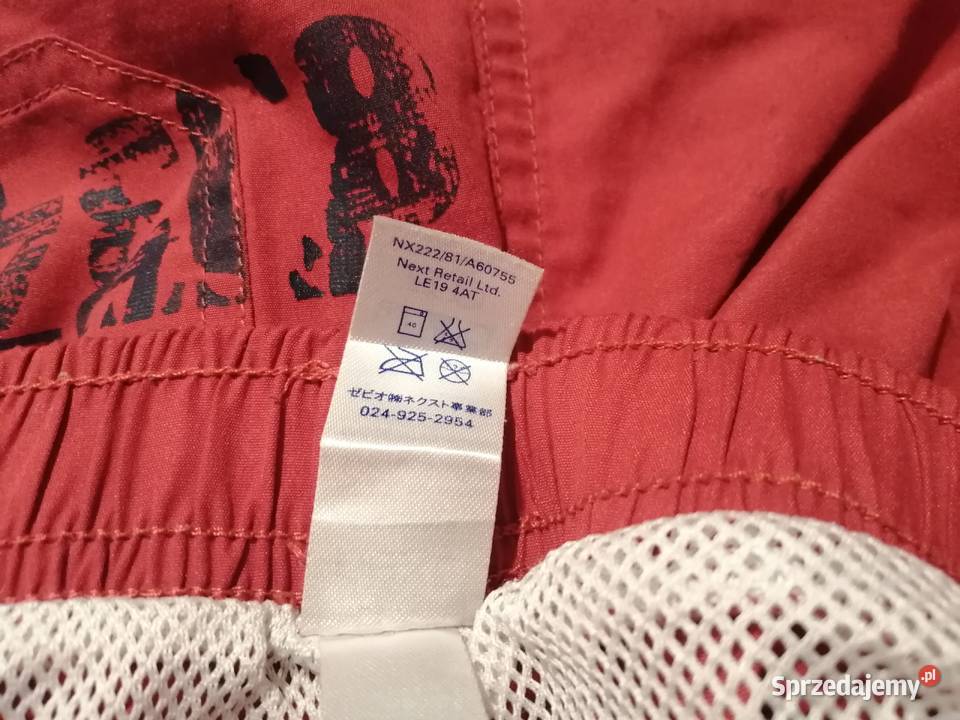 NX222/81/A60755
Next Retail Ltd.
LE19 4AT
40
ゼビオ㈱ネクスト事業部
024-925-2954
Sprzedajemy.pl